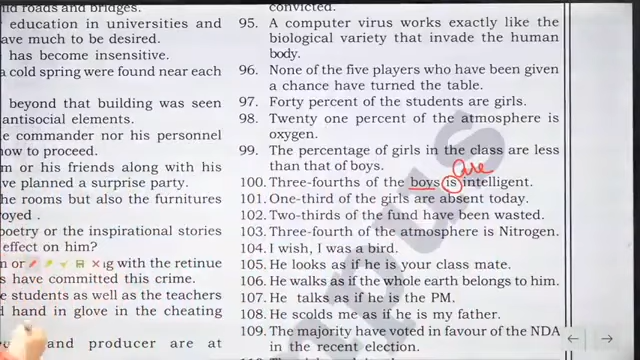 ld roads and bridges.
education in universities and
ave much to be desired.
has become insensitive.
a cold spring were found near each
beyond that building was seen
antisocial elements.
e commander nor his personnel
how to proceed.
m or his friends along with his
ve planned a surprise party.
he rooms but also the furnitures
royed .
poetry or the inspirational stories
effect on him?
n or
ng with the retinue
s have committed this crime.
e students as well as the teachers
d hand in glove in the cheating
and producer are at
convicted.
95. A computer virus works exactly like the
biological variety that invade the human
body.
96. None of the five players who have been given
a chance have turned the table.
97. Forty percent of the students are girls.
98. Twenty one percent of the atmosphere is
oxygen.
99. The percentage of girls in the class are less
than that of boys.
are
100. Three-fourths of the boys is intelligent.
101. One-third of the girls are absent today.
102. Two-thirds of the fund have been wasted.
103. Three-fourth of the atmosphere is Nitrogen.
104. I wish, I was a bird.
105. He looks as if he is your class mate.
106. He walks as if the whole earth belongs to him.
107. He talks as if he is the PM.
108. He scolds me as if he is my father.
109. The majority have voted in favour of the NDA
in the recent election.